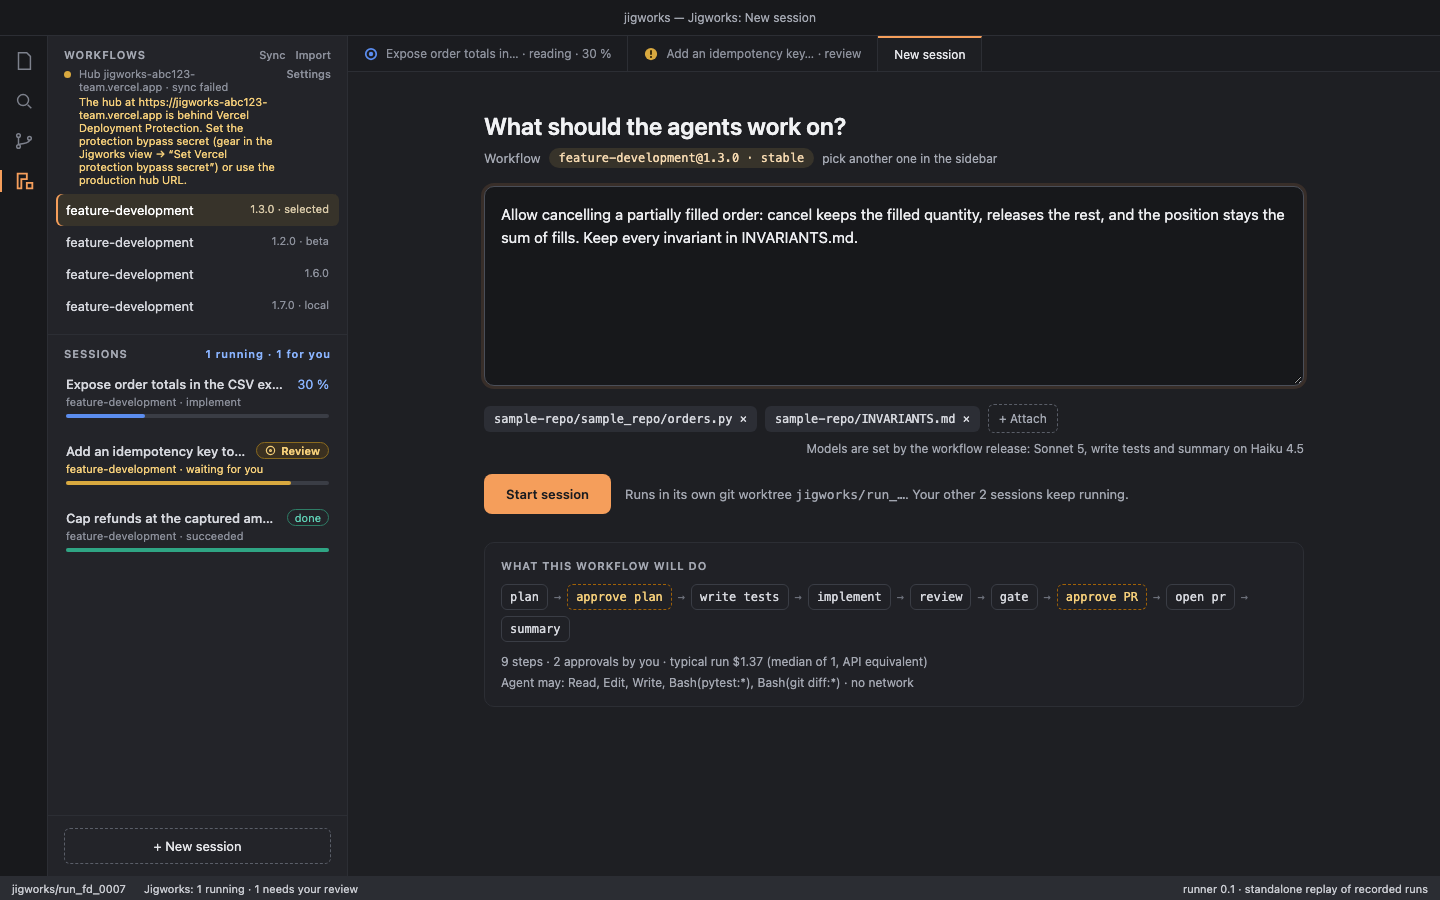 jigworks — Jigworks: New session
WORKFLOWS
Sync Import
Hub jigworks-abc123-
team.vercel.app · sync failed
Settings
The hub at https://jigworks-abc123-
team.vercel.app is behind Vercel
Deployment Protection. Set the
protection bypass secret (gear in the
Jigworks view → “Set Vercel
protection bypass secret”) or use the
production hub URL.
feature-development 1.3.0 · selected
feature-development 1.2.0 · beta
feature-development 1.6.0
feature-development 1.7.0 · local
SESSIONS 1 running · 1 for you
Expose order totals in the CSV ex... 30 %
feature-development · implement
Add an idempotency key to... Review
feature-development · waiting for you
Cap refunds at the captured am... done
feature-development · succeeded
+ New session
Expose order totals in... · reading · 30 %
Add an idempotency key... · review
New session
What should the agents work on?
Workflow feature-development@1.3.0 · stable pick another one in the sidebar
Allow cancelling a partially filled order: cancel keeps the filled quantity, releases the rest, and the position stays the
sum of fills. Keep every invariant in INVARIANTS.md.
sample-repo/sample_repo/orders.py × sample-repo/INVARIANTS.md × + Attach
Models are set by the workflow release: Sonnet 5, write tests and summary on Haiku 4.5
Start session Runs in its own git worktree jigworks/run_…. Your other 2 sessions keep running.
WHAT THIS WORKFLOW WILL DO
plan → approve plan → write tests → implement → review → gate → approve PR → open pr →
summary
9 steps · 2 approvals by you · typical run $1.37 (median of 1, API equivalent)
Agent may: Read, Edit, Write, Bash(pytest:*), Bash(git diff:*) · no network
jigworks/run_fd_0007 Jigworks: 1 running · 1 needs your review
runner 0.1 · standalone replay of recorded runs